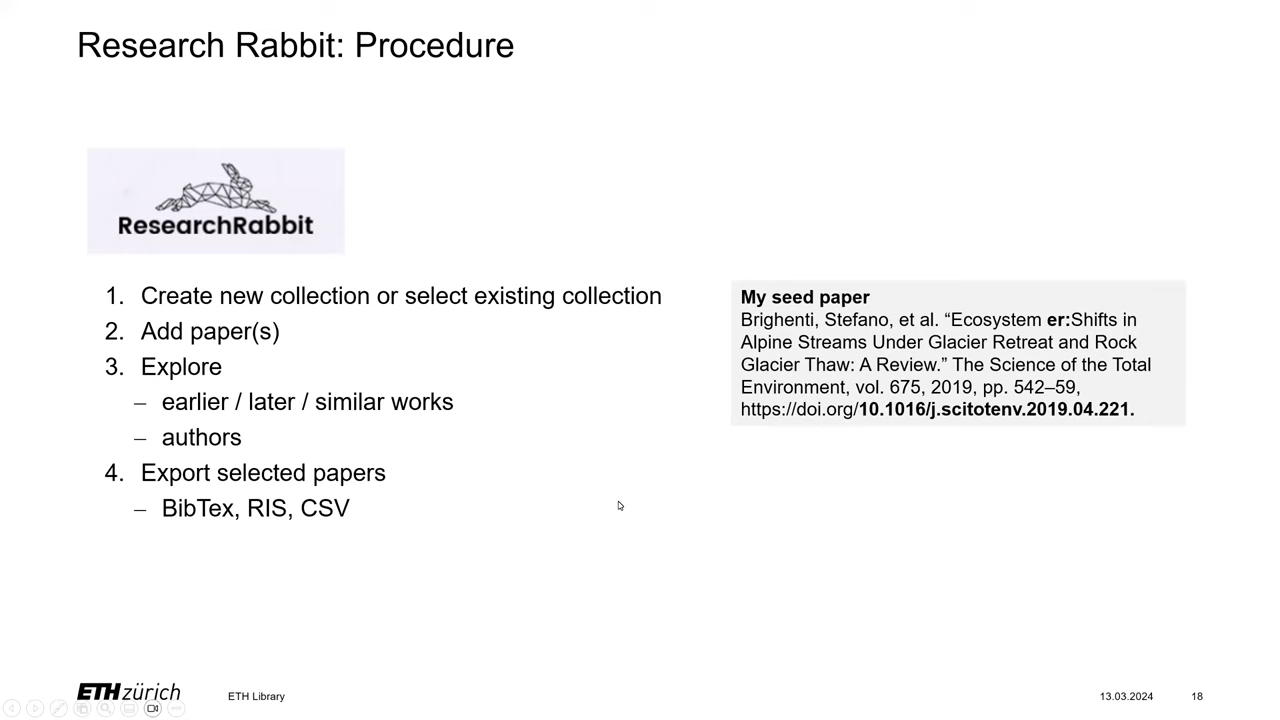 Research Rabbit: Procedure
ResearchRabbit
1. Create new collection or select existing collection
2. Add paper(s)
3. Explore
– earlier / later / similar works
– authors
4. Export selected papers
– BibTex, RIS, CSV
My seed paper
Brighenti, Stefano, et al. “Ecosystem er:Shifts in
Alpine Streams Under Glacier Retreat and Rock
Glacier Thaw: A Review.” The Science of the Total
Environment, vol. 675, 2019, pp. 542–59,
https://doi.org/10.1016/j.scitotenv.2019.04.221.
ETH zürich
ETH Library
13.03.2024
18